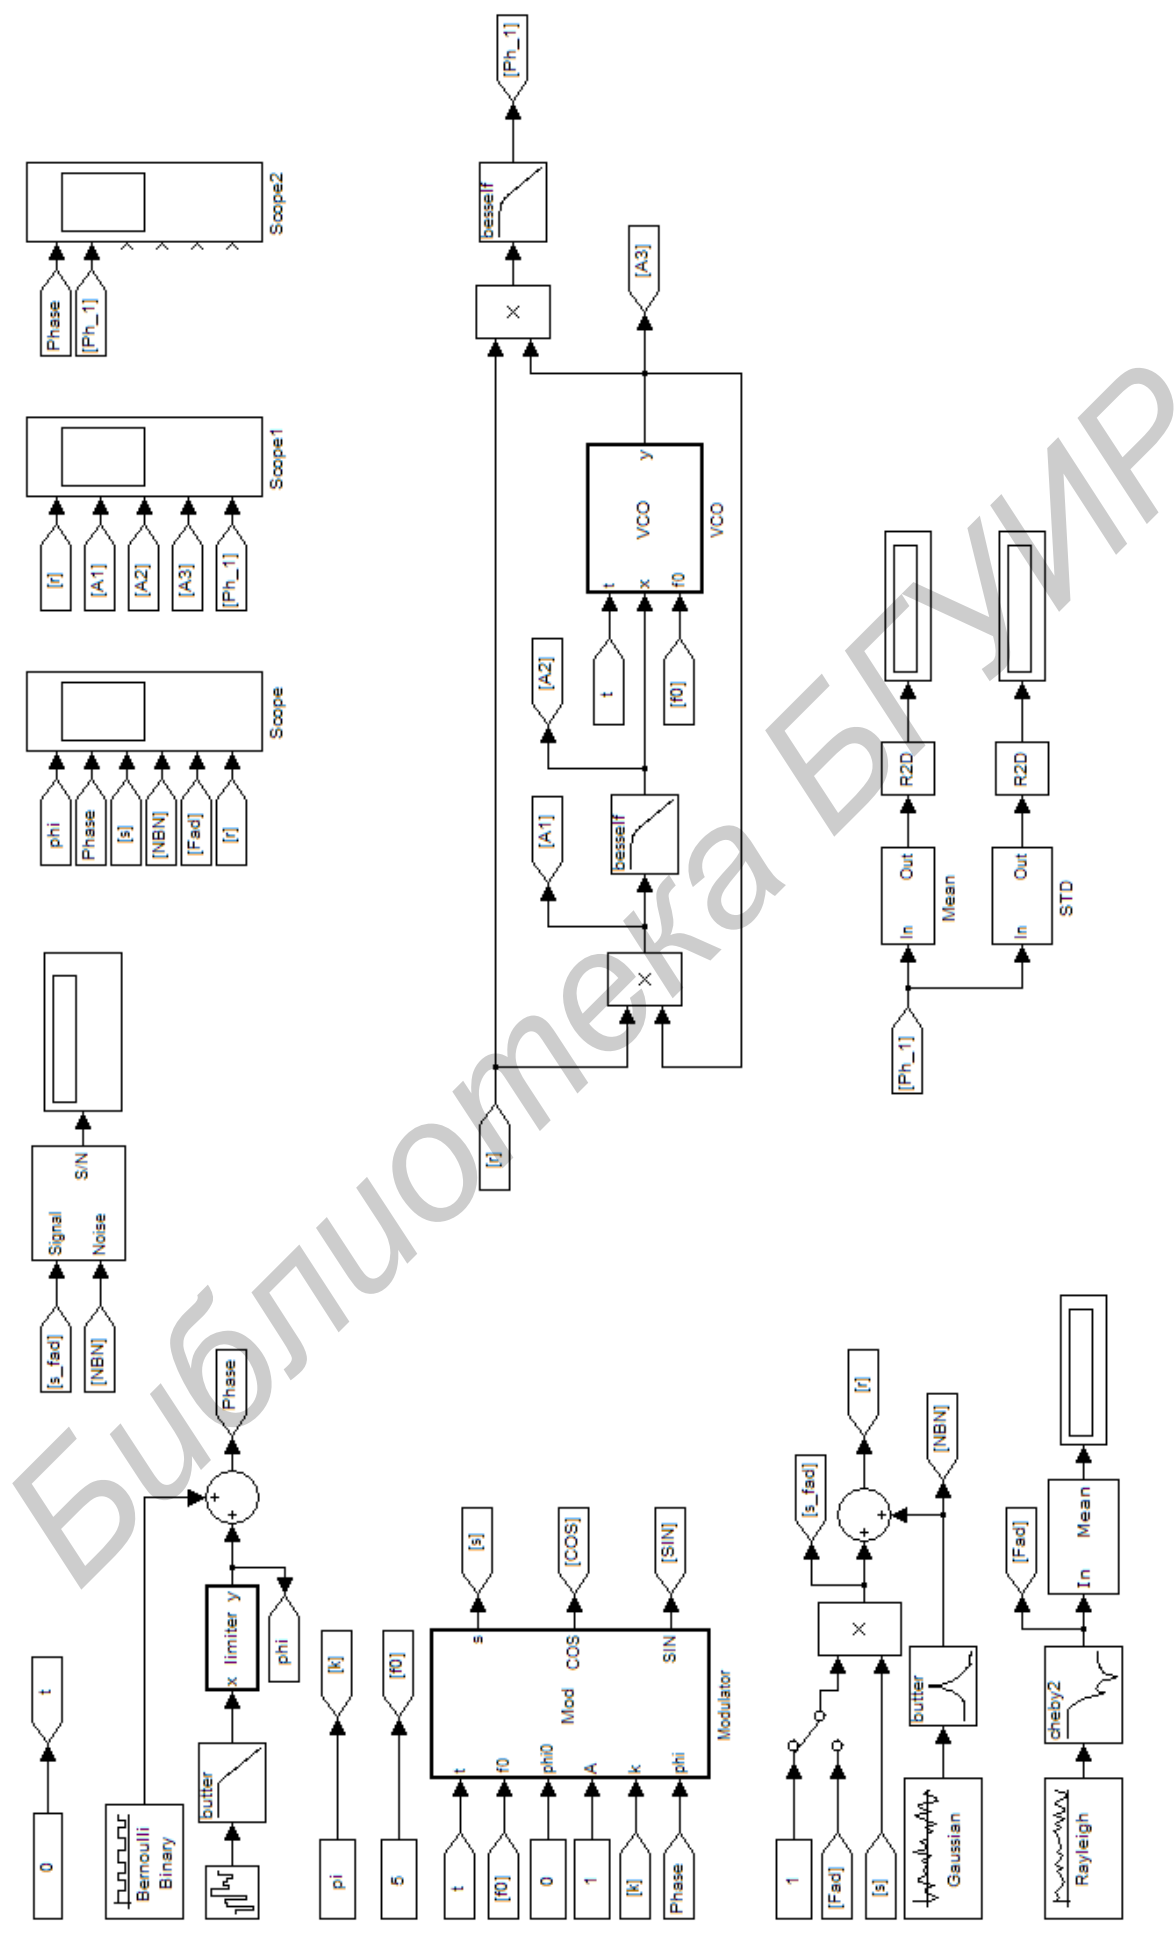 0
t
Bernoulli
Binary
butter
x limiter y
phi
Phase
pi
[k]
5
[f0]
t
[f0]
0
1
[k]
Phase
t
f0
phi0
A
k
phi
Mod
s
COS
SIN
Modulator
[s]
[COS]
[SIN]
1
[Fad]
[s]
×
[s_fad]
[r]
Gaussian
butter
[NBN]
Rayleigh
cheby2
[Fad]
In Mean
[s_fad]
[NBN]
Signal
Noise
S/N
phi
Phase
[s]
[NBN]
[Fad]
[r]
Scope
[r]
[A1]
[A2]
[A3]
[Ph_1]
Scope1
Phase
[Ph_1]
Scope2
[r]
×
[A1]
besself
[A2]
t
[f0]
t
x
f0
VCO
y
VCO
[A3]
×
besself
[Ph_1]
[Ph_1]
In Out
Mean
R2D
In Out
STD
R2D
Библиотека БГУИР